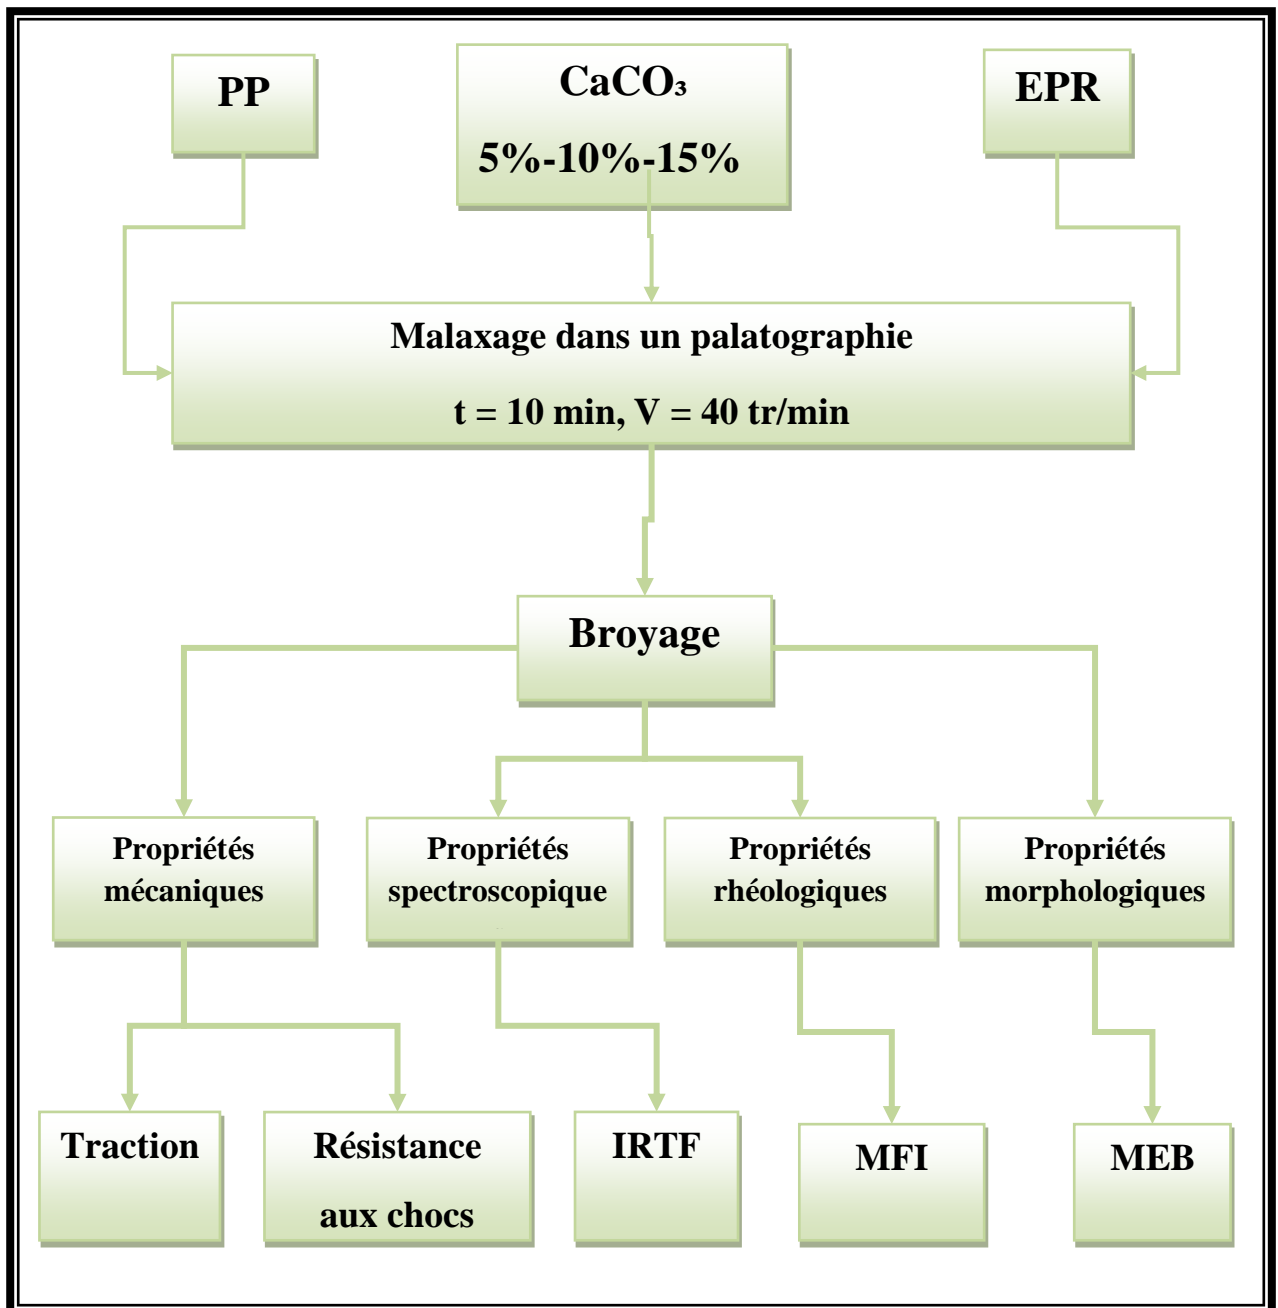 PP
CaCO₃
5%-10%-15%
EPR
Malaxage dans un palatographie
t = 10 min, V = 40 tr/min
Broyage
Propriétés
mécaniques
Propriétés
spectroscopique
Propriétés
rhéologiques
Propriétés
morphologiques
Traction
Résistance
aux chocs
IRTF
MFI
MEB